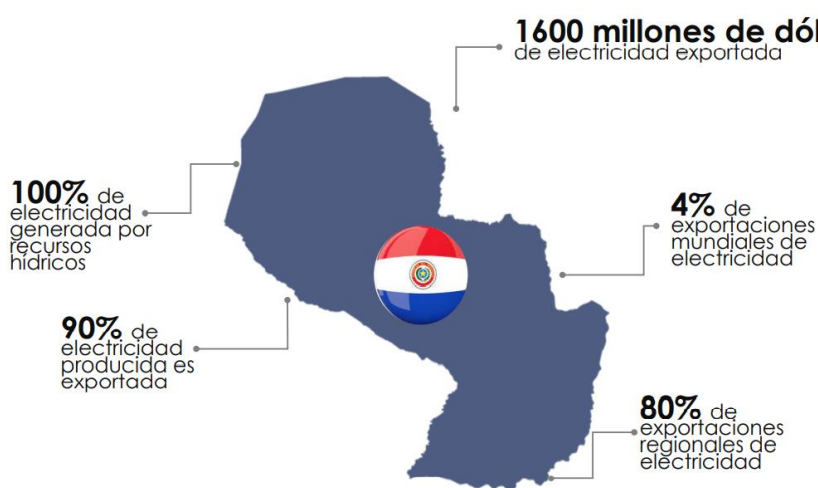 1600 millones de dól
de electricidad exportada
100% de
electricidad
generada por
recursos
hídricos
4% de
exportaciones
mundiales de
electricidad
90% de
electricidad
producida es
exportada
80% de
exportaciones
regionales de
electricidad